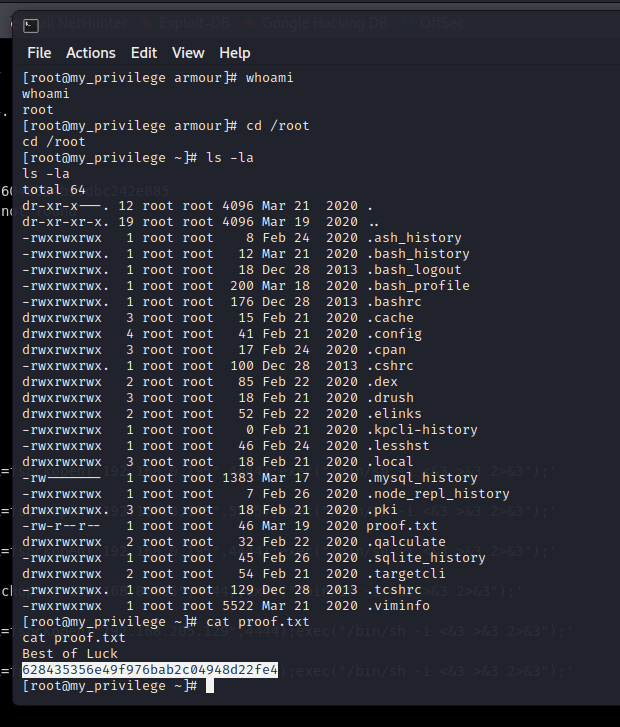 Kali NetHunter Exploit-DB Google Hacking DB OffSec
File Actions Edit View Help
[root@my_privilege armour]# whoami
whoami
root
[root@my_privilege armour]# cd /root
cd /root
[root@my_privilege ~]# ls -la
ls -la
total 64
dr-xr-x---. 12 root root 4096 Mar 21 2020 .
dr-xr-xr-x. 19 root root 4096 Mar 19 2020 ..
-rwxrwxrwx 1 root root 8 Feb 24 2020 .ash_history
-rwxrwxrwx. 1 root root 12 Mar 21 2020 .bash_history
-rwxrwxrwx. 1 root root 18 Dec 28 2013 .bash_logout
-rwxrwxrwx. 1 root root 200 Mar 18 2020 .bash_profile
-rwxrwxrwx. 1 root root 176 Dec 28 2013 .bashrc
drwxrwxrwx 3 root root 15 Feb 21 2020 .cache
drwxrwxrwx 4 root root 41 Feb 21 2020 .config
drwxrwxrwx 3 root root 17 Feb 24 2020 .cpan
-rwxrwxrwx. 1 root root 100 Dec 28 2013 .cshrc
drwxrwxrwx 2 root root 85 Feb 22 2020 .dex
drwxrwxrwx 3 root root 18 Feb 21 2020 .drush
drwxrwxrwx 2 root root 52 Feb 22 2020 .elinks
-rwxrwxrwx 1 root root 0 Feb 21 2020 .kpcli-history
-rwxrwxrwx 1 root root 46 Feb 24 2020 .lesshst
drwxrwxrwx 3 root root 18 Feb 21 2020 .local
-rw------- 1 root root 1383 Mar 17 2020 .mysql_history
-rwxrwxrwx 1 root root 7 Feb 26 2020 .node_repl_history
drwxrwxrwx. 3 root root 18 Feb 21 2020 .pki
-rw-r--r-- 1 root root 46 Mar 19 2020 proof.txt
drwxrwxrwx 2 root root 32 Feb 22 2020 .qalculate
-rwxrwxrwx 1 root root 45 Feb 26 2020 .sqlite_history
drwxrwxrwx 2 root root 54 Feb 21 2020 .targetcli
-rwxrwxrwx. 1 root root 129 Dec 28 2013 .tcshrc
-rwxrwxrwx 1 root root 5522 Mar 21 2020 .viminfo
[root@my_privilege ~]# cat proof.txt
cat proof.txt
Best of Luck
628435356e49f976bab2c04948d22fe4
[root@my_privilege ~]#